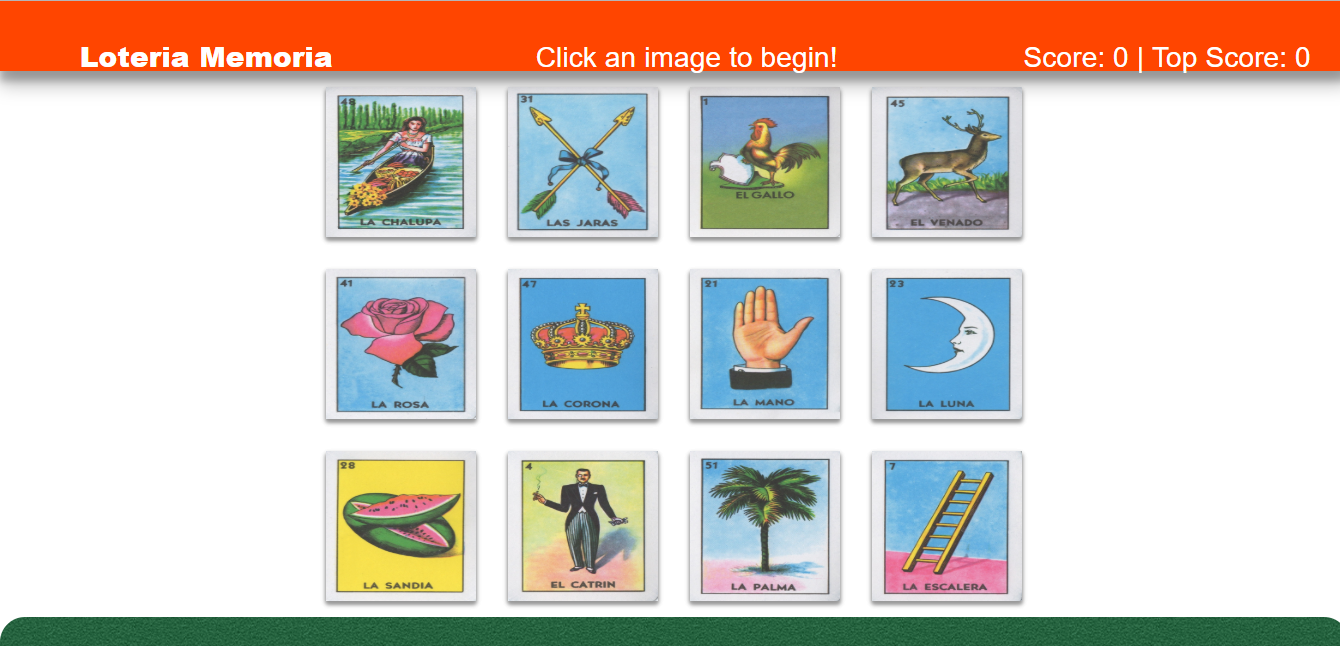 Loteria Memoria
Click an image to begin!
Score: 0 | Top Score: 0
48
LA CHALUPA
31
LAS JARAS
1
EL GALLO
45
EL VENADO
41
LA ROSA
47
LA CORONA
21
LA MANO
23
LA LUNA
28
LA SANDIA
4
EL CATRIN
51
LA PALMA
7
LA ESCALERA